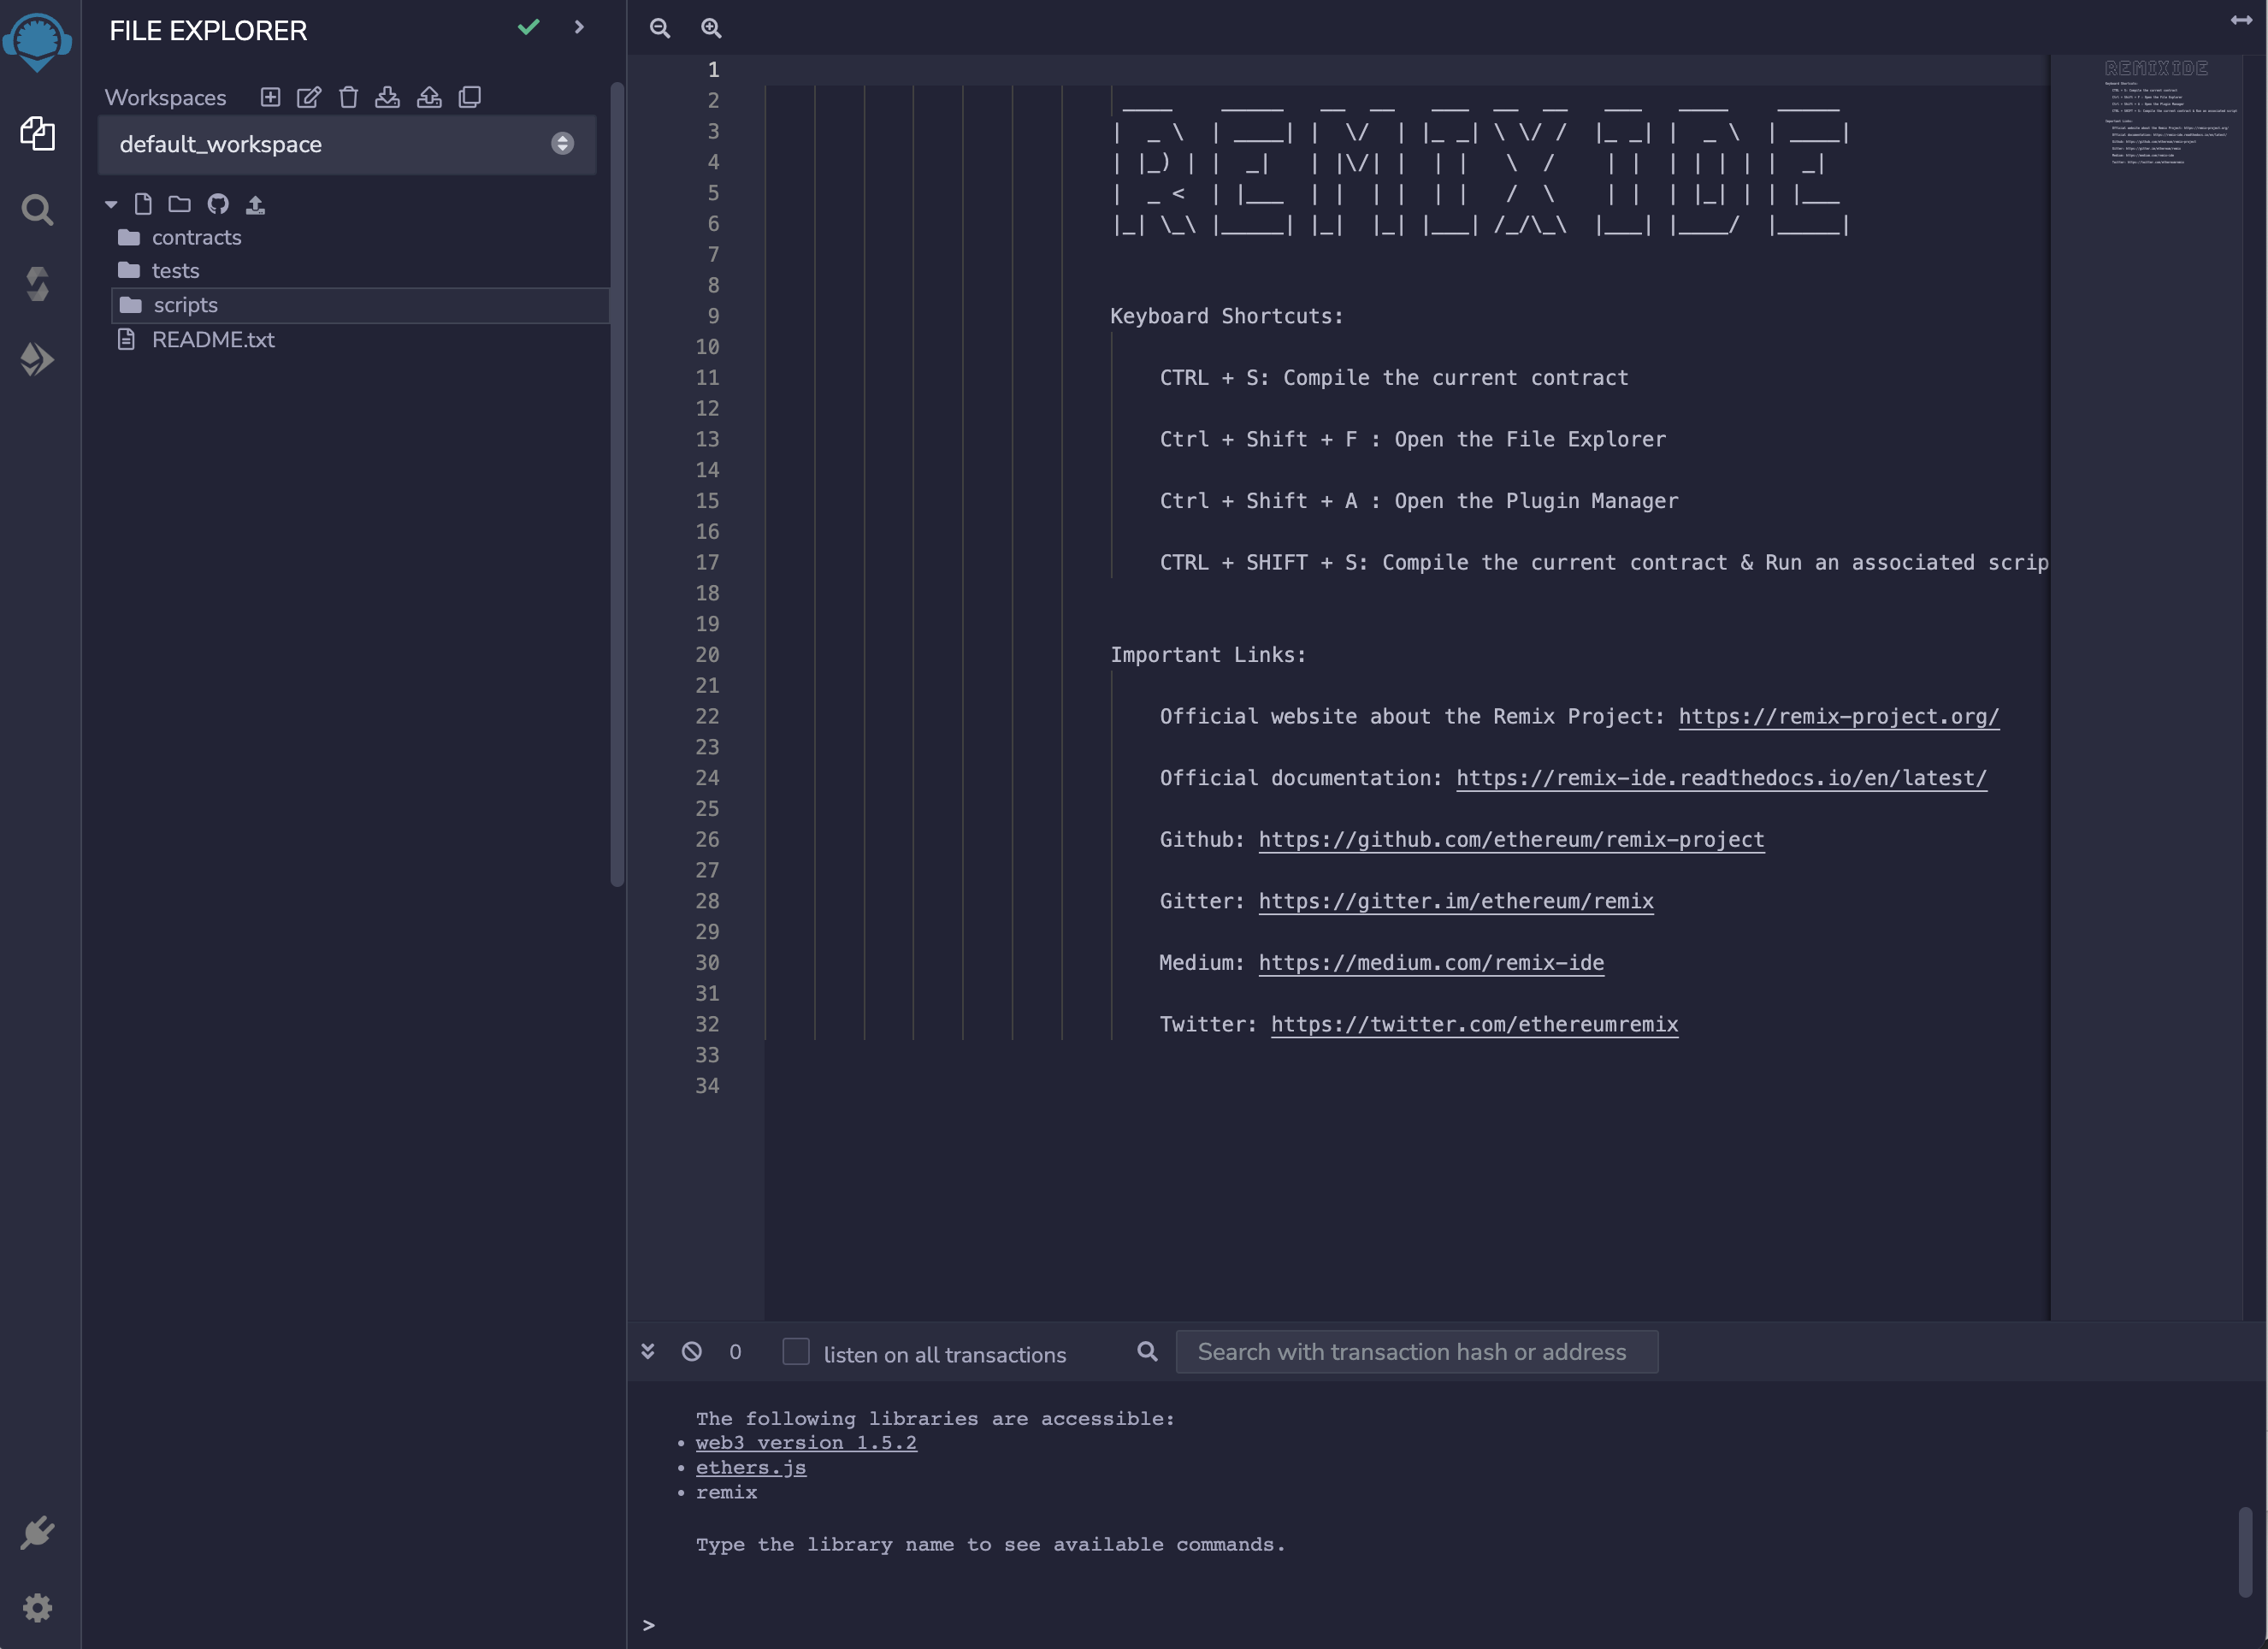 FILE EXPLORER
Workspaces
default_workspace
contracts
tests
scripts
README.txt
1
2
3
4
5
6
7
8
9 Keyboard Shortcuts:
10
11 CTRL + S: Compile the current contract
12
13 Ctrl + Shift + F : Open the File Explorer
14
15 Ctrl + Shift + A : Open the Plugin Manager
16
17 CTRL + SHIFT + S: Compile the current contract & Run an associated scrip
18
19
20 Important Links:
21
22 Official website about the Remix Project: https://remix-project.org/
23
24 Official documentation: https://remix-ide.readthedocs.io/en/latest/
25
26 Github: https://github.com/ethereum/remix-project
27
28 Gitter: https://gitter.im/ethereum/remix
29
30 Medium: https://medium.com/remix-ide
31
32 Twitter: https://twitter.com/ethereumremix
33
34
REMIX IDE
0 listen on all transactions Search with transaction hash or address
The following libraries are accessible:
• web3 version 1.5.2
• ethers.js
• remix
Type the library name to see available commands.
>